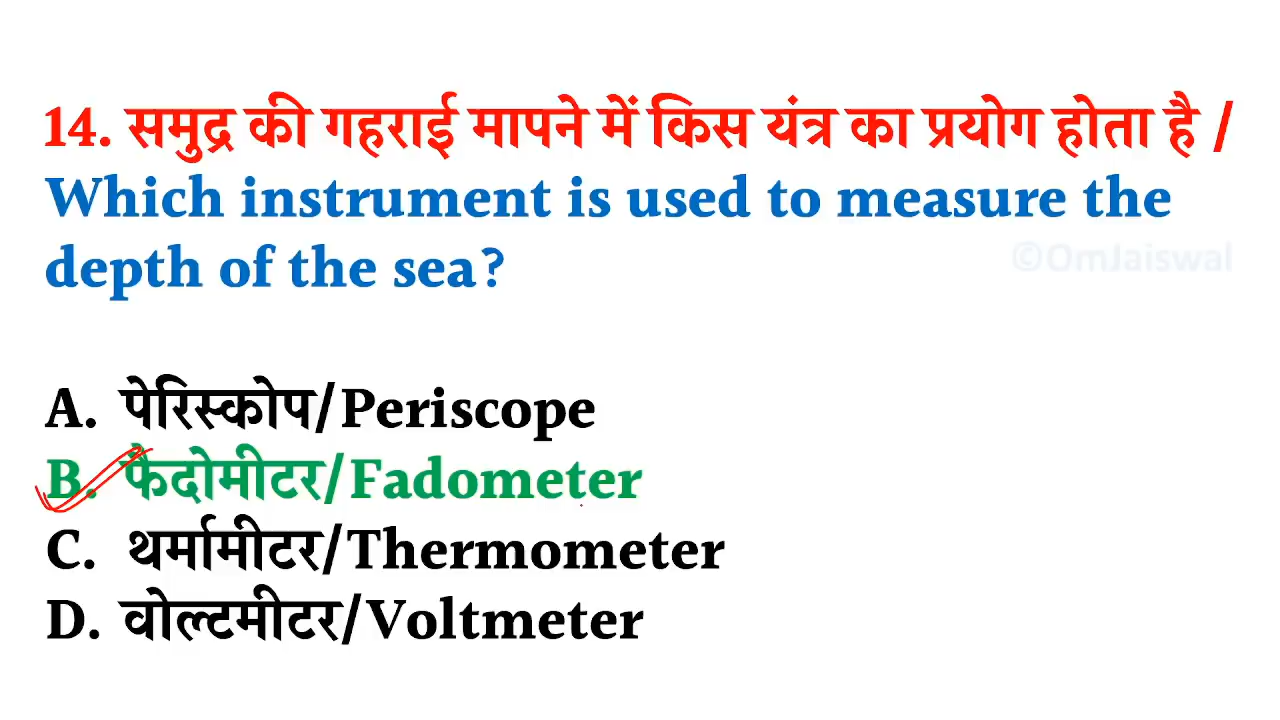 14. समुद्र की गहराई मापने में किस यंत्र का प्रयोग होता है /
Which instrument is used to measure the
depth of the sea?
©OmJaiswal
A. पेरिस्कोप/Periscope
B. फैदोमीटर/Fadometer
C. थर्मामीटर/Thermometer
D. वोल्टमीटर/Voltmeter